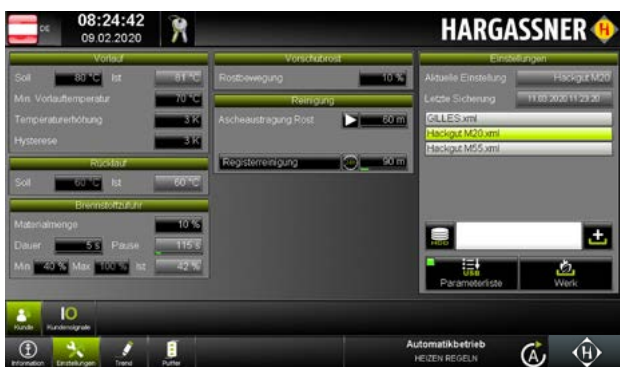 DE
08:24:42
09.02.2020
HARGASSNER
Vorlauf
Soll 80 °C Ist 81 °C
Min. Vorlauftemperatur 70 °C
Temperaturerhöhung 3 K
Hysterese 3 K
Rücklauf
Soll 60 °C Ist 60 °C
Brennstoffzufuhr
Materialmenge 10 %
Dauer 5 s Pause 115 s
Min 40 % Max 100 % Ist 42 %
Vorschubrost
Rostbewegung 10 %
Reinigung
Ascheaustragung Rost 60 m
Registerreinigung 90 m
Einstellungen
Aktuelle Einstellung Hackgut M20
Letzte Sicherung 11.03.2020 11:23:20
GILLES.xml
Hackgut M20.xml
Hackgut M55.xml
HDD
USB
Parameterliste Werk
Kunde Kundensignale
IO
Information Einstellungen Trend Puffer
Automatikbetrieb
HEIZEN REGELN
A H